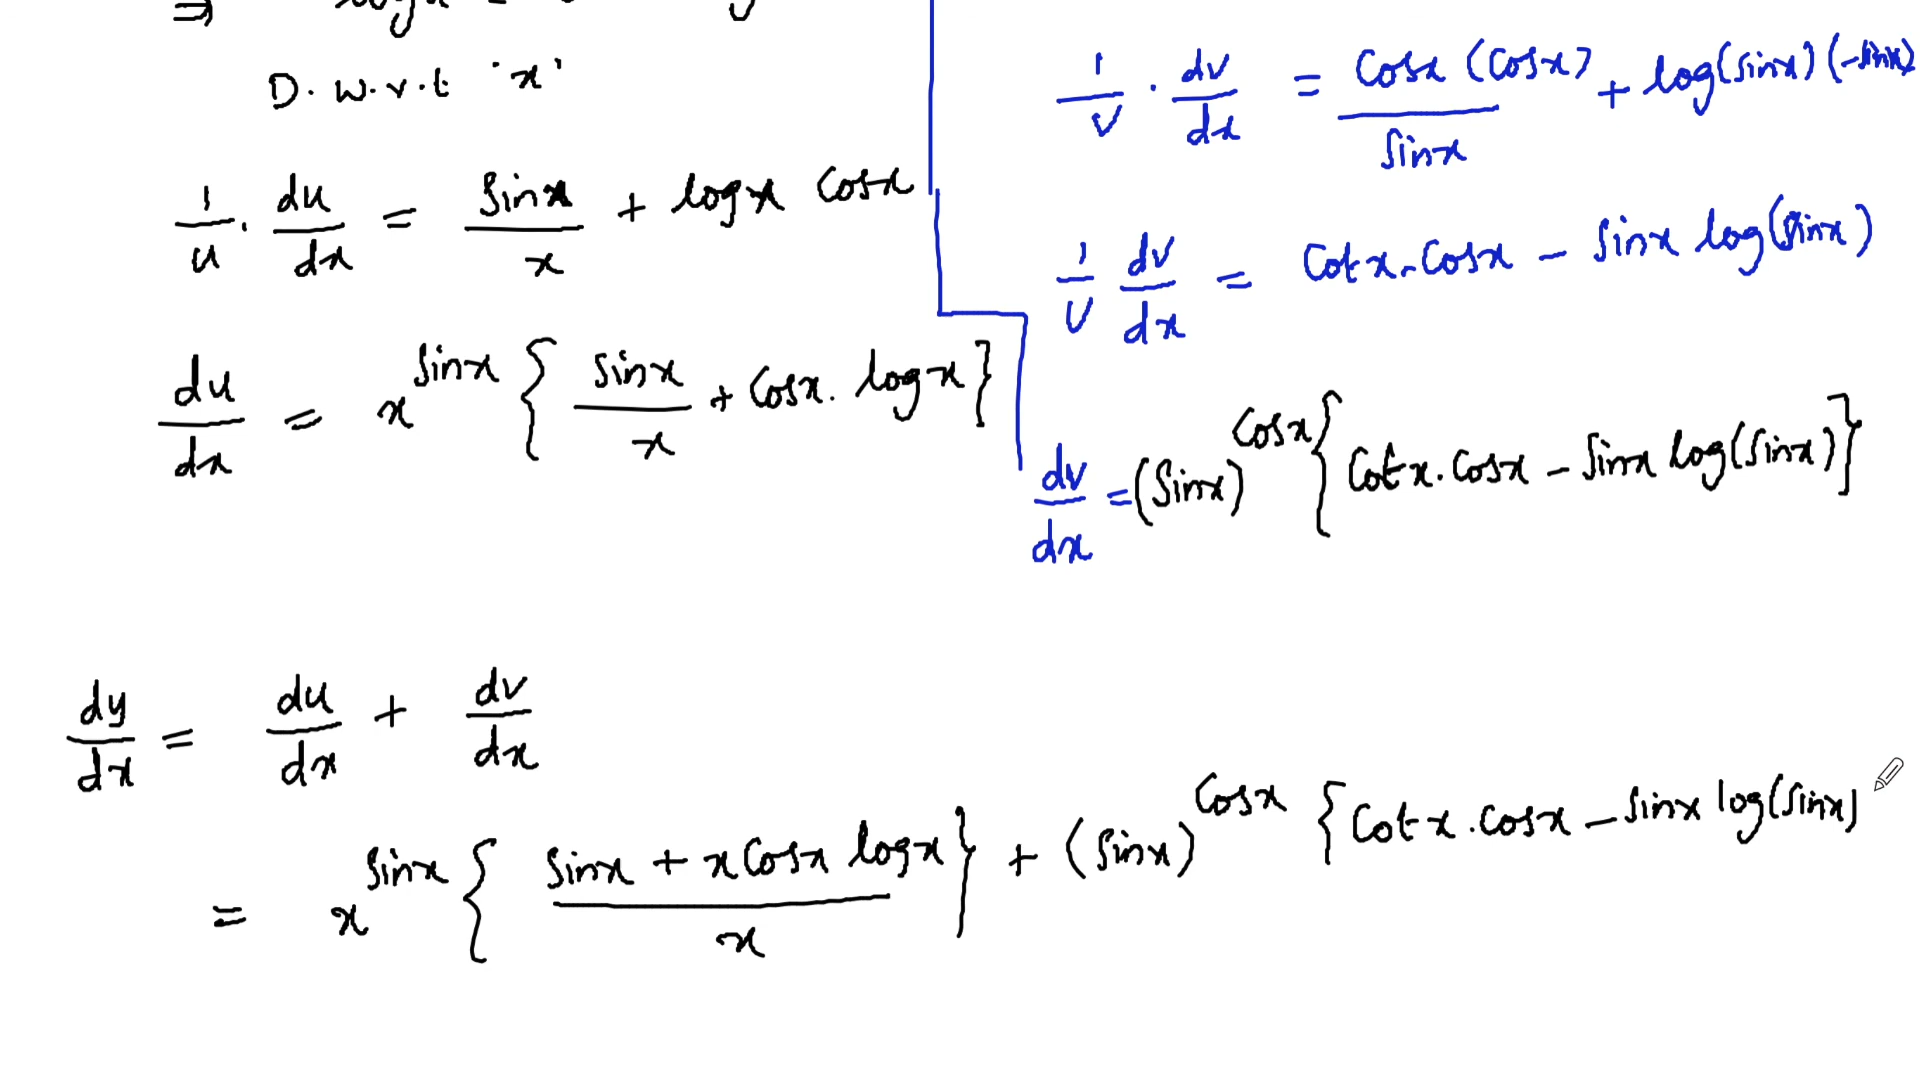 ⇒
D. w.r.t 'x'
1/u · du/dx = sinx/x + logx cosx
du/dx = x^sinx { sinx/x + cosx. logx }
1/v · dv/dx = cosx (cosx)/sinx + log(sinx) (-sinx)
1/v dv/dx = cotx. cosx - sinx log(sinx)
dv/dx = (sinx)^cosx { cotx. cosx - sinx log(sinx) }
dy/dx = du/dx + dv/dx
= x^sinx { sinx + x cosx logx / x } + (sinx)^cosx { cotx . cosx - sinx log(sinx)